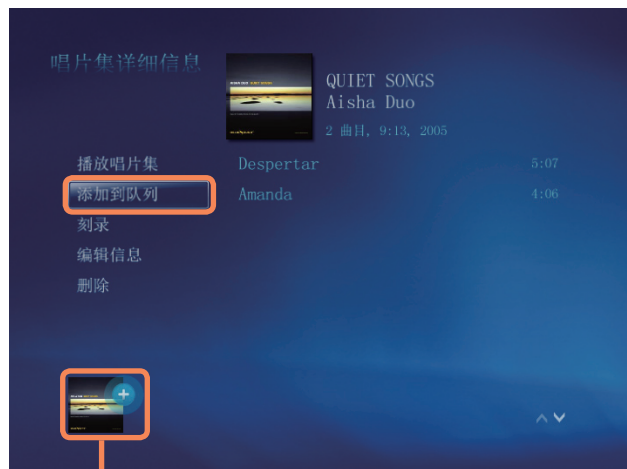 唱片集详细信息
QUIET SONGS
Aisha Duo
2 曲目, 9:13, 2005
播放唱片集
Despertar 5:07
添加到队列
Amanda 4:06
刻录
编辑信息
删除